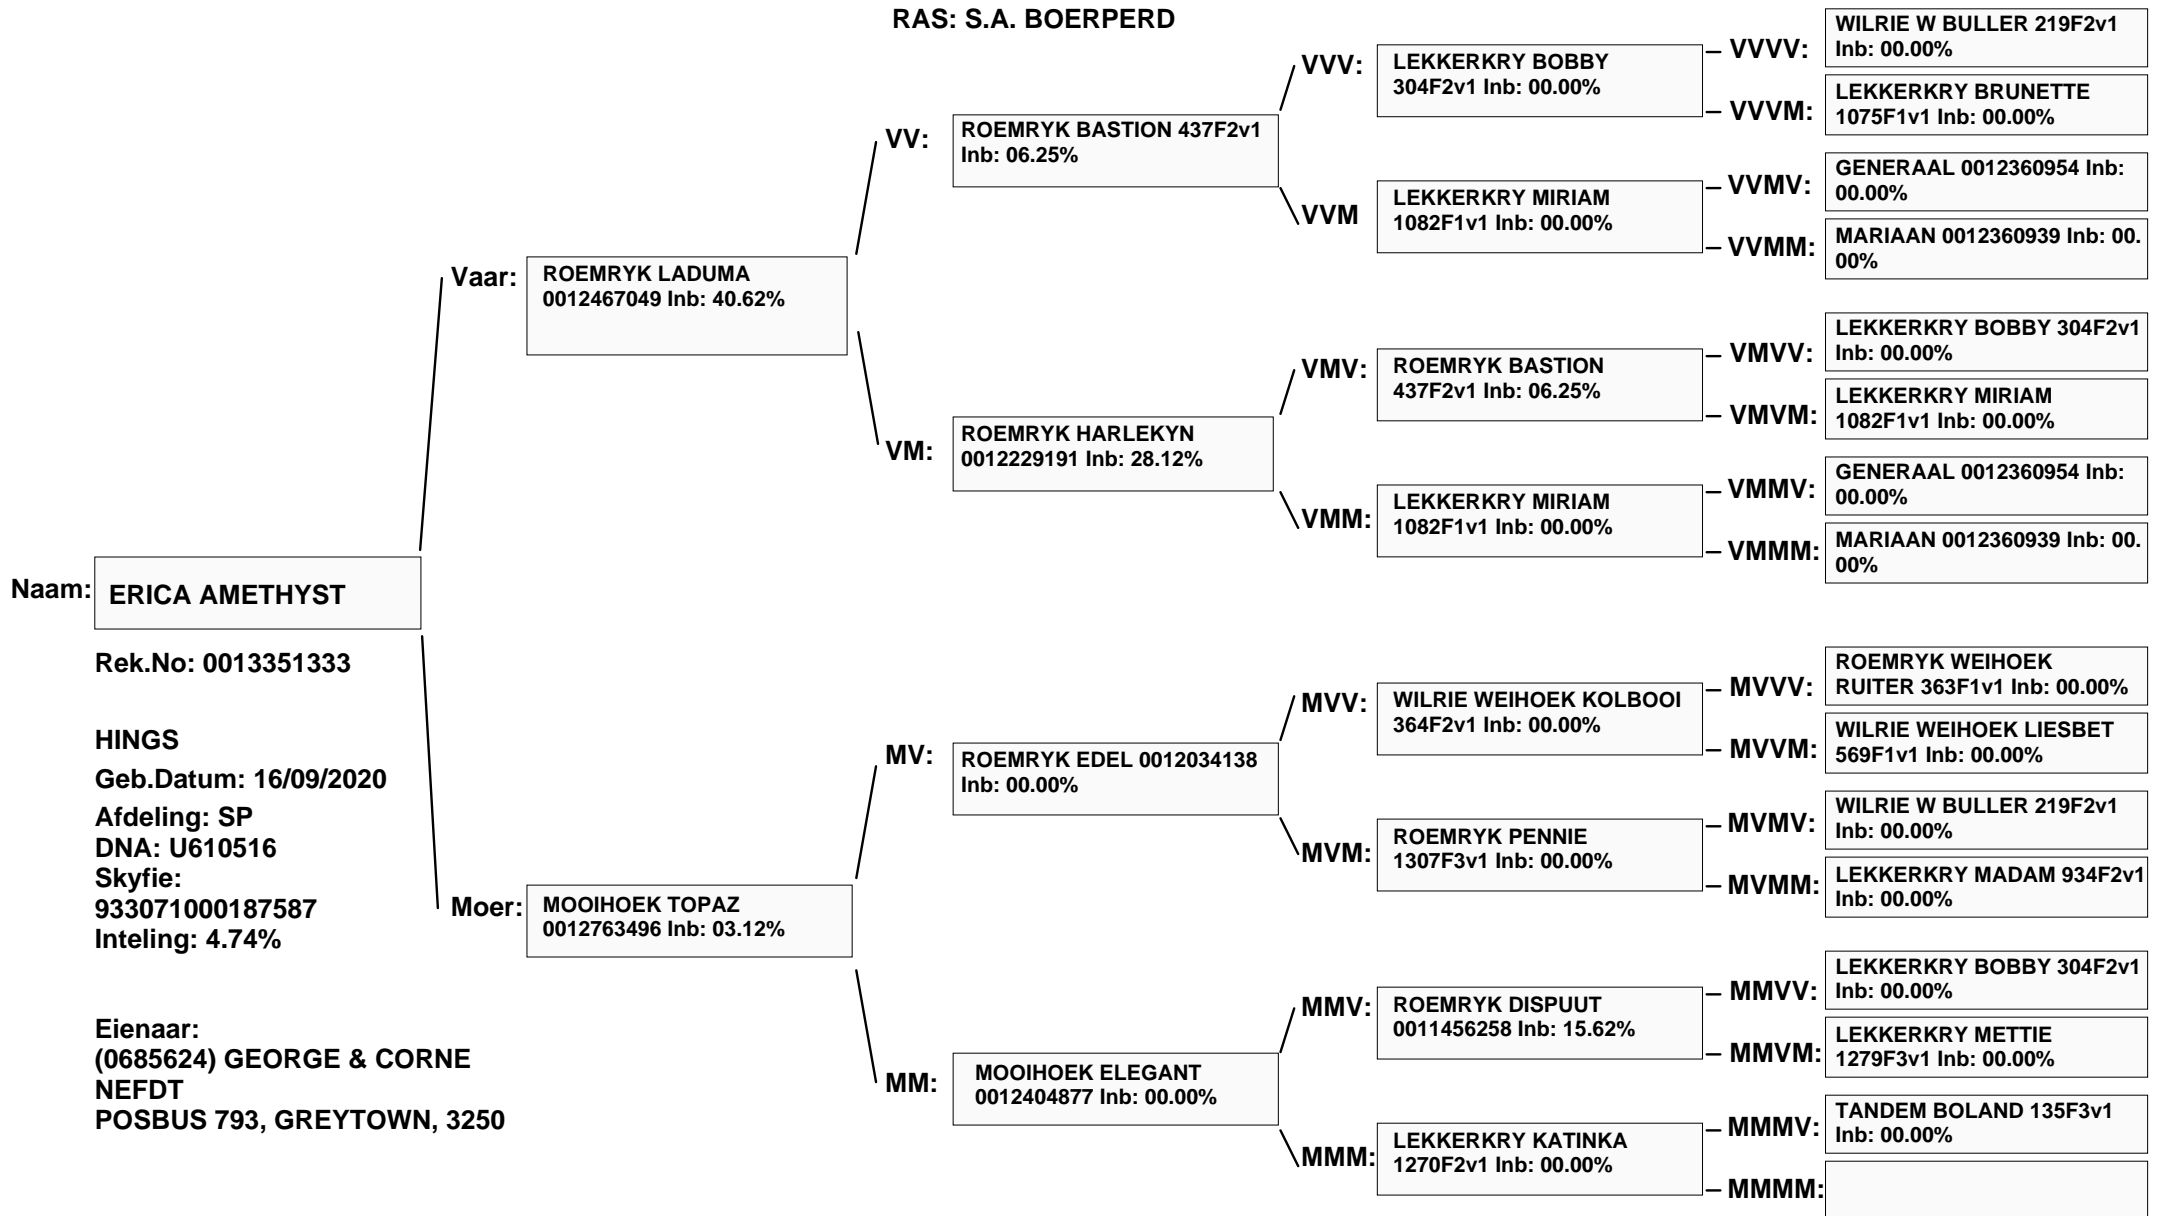 RAS: S.A. BOERPERD
Naam:
ERICA AMETHYST
Rek.No: 0013351333
HINGS
Geb.Datum: 16/09/2020
Afdeling: SP
DNA: U610516
Skyfie:
933071000187587
Inteling: 4.74%
Eienaar:
(0685624) GEORGE & CORNE
NEFDT
POSBUS 793, GREYTOWN, 3250
Vaar:
ROEMRYK LADUMA
0012467049 Inb: 40.62%
Moer:
MOOIHOEK TOPAZ
0012763496 Inb: 03.12%
VV:
ROEMRYK BASTION 437F2v1
Inb: 06.25%
VM:
ROEMRYK HARLEKYN
0012229191 Inb: 28.12%
MV:
ROEMRYK EDEL 0012034138
Inb: 00.00%
MM:
MOOIHOEK ELEGANT
0012404877 Inb: 00.00%
VVV:
LEKKERKRY BOBBY
304F2v1 Inb: 00.00%
VVM
LEKKERKRY MIRIAM
1082F1v1 Inb: 00.00%
VMV:
ROEMRYK BASTION
437F2v1 Inb: 06.25%
VMM:
LEKKERKRY MIRIAM
1082F1v1 Inb: 00.00%
MVV:
WILRIE WEIHOEK KOLBOOI
364F2v1 Inb: 00.00%
MVM:
ROEMRYK PENNIE
1307F3v1 Inb: 00.00%
MMV:
ROEMRYK DISPUUT
0011456258 Inb: 15.62%
MMM:
LEKKERKRY KATINKA
1270F2v1 Inb: 00.00%
VVVV:
WILRIE W BULLER 219F2v1
Inb: 00.00%
VVVM:
LEKKERKRY BRUNETTE
1075F1v1 Inb: 00.00%
VVMV:
GENERAAL 0012360954 Inb:
00.00%
VVMM:
MARIAAN 0012360939 Inb: 00.
00%
VMVV:
LEKKERKRY BOBBY 304F2v1
Inb: 00.00%
VMVM:
LEKKERKRY MIRIAM
1082F1v1 Inb: 00.00%
VMMV:
GENERAAL 0012360954 Inb:
00.00%
VMMM:
MARIAAN 0012360939 Inb: 00.
00%
MVVV:
ROEMRYK WEIHOEK
RUITER 363F1v1 Inb: 00.00%
MVVM:
WILRIE WEIHOEK LIESBET
569F1v1 Inb: 00.00%
MVMV:
WILRIE W BULLER 219F2v1
Inb: 00.00%
MVMM:
LEKKERKRY MADAM 934F2v1
Inb: 00.00%
MMVV:
LEKKERKRY BOBBY 304F2v1
Inb: 00.00%
MMVM:
LEKKERKRY METTIE
1279F3v1 Inb: 00.00%
MMMV:
TANDEM BOLAND 135F3v1
Inb: 00.00%
MMMM: